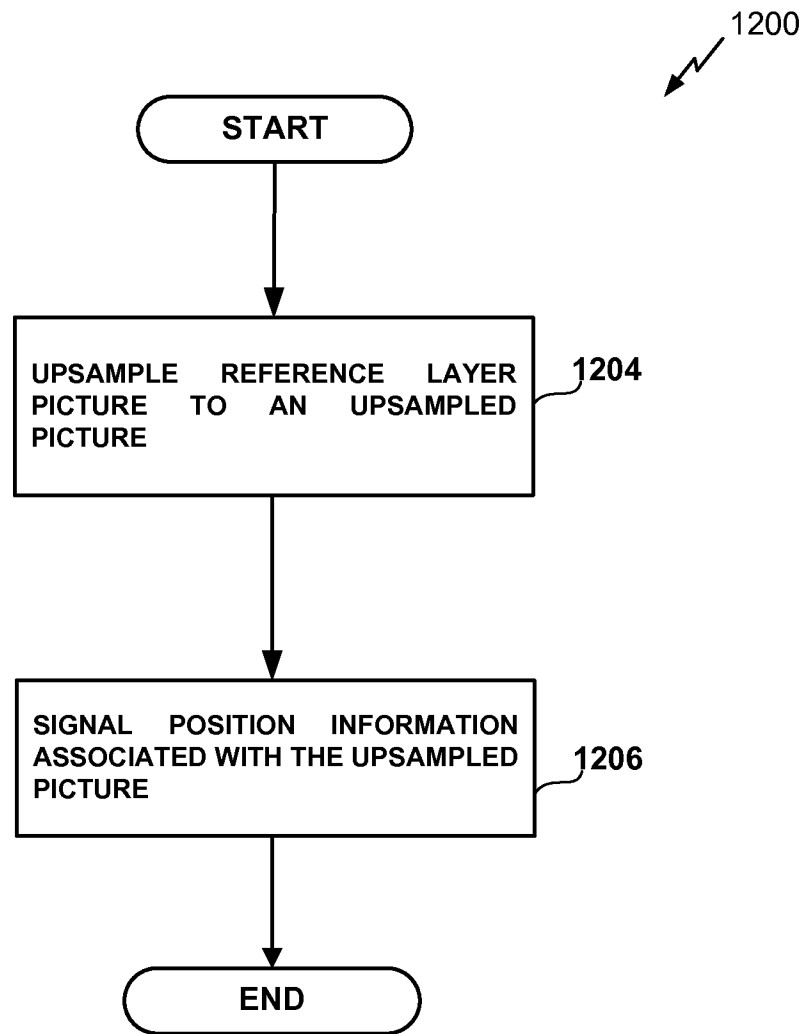 1200
START
UPSAMPLE REFERENCE LAYER
PICTURE TO AN UPSAMPLED
PICTURE
1204
SIGNAL POSITION INFORMATION
ASSOCIATED WITH THE UPSAMPLED
PICTURE
1206
END